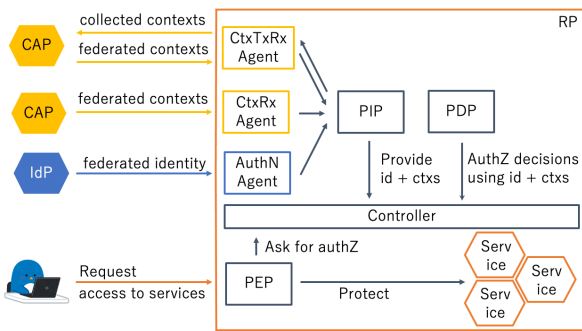 collected contexts
RP
CAP
CtxTxRx
Agent
federated contexts
federated contexts
CAP
CtxRx
Agent
PIP
PDP
federated identity
IdP
AuthN
Agent
Provide
id + ctxs
AuthZ decisions
using id + ctxs
Controller
Ask for authZ
Request
access to services
PEP
Protect
Serv
ice
Serv
ice
Serv
ice